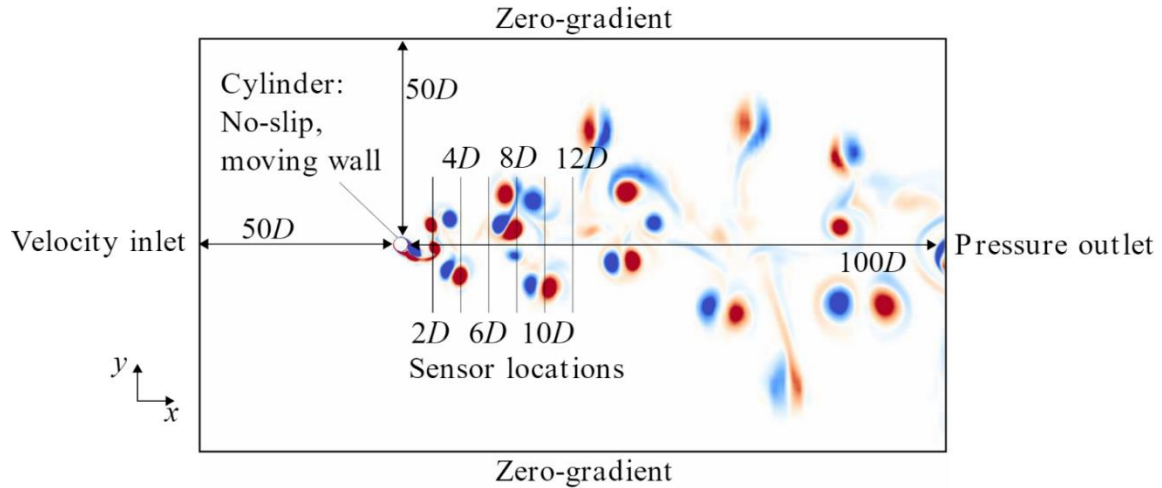 Zero-gradient
Cylinder:
No-slip,
moving wall
50D
4D 8D 12D
Velocity inlet
50D
Pressure outlet
100D
2D 6D 10D
Sensor locations
y
x
Zero-gradient